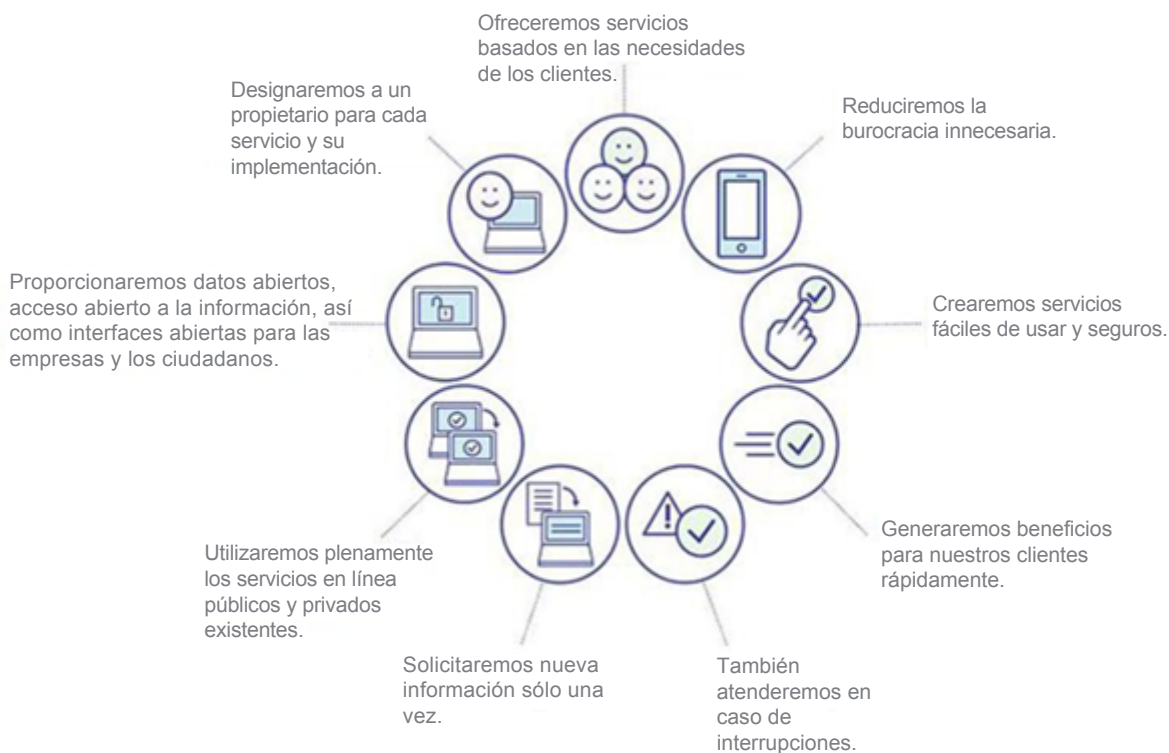 Ofreceremos servicios
basados en las necesidades
de los clientes.
Reduciremos la
burocracia innecesaria.
Crearemos servicios
fáciles de usar y seguros.
Generaremos beneficios
para nuestros clientes
rápidamente.
También
atenderemos en
caso de
interrupciones.
Solicitaremos nueva
información sólo una
vez.
Utilizaremos plenamente
los servicios en línea
públicos y privados
existentes.
Proporcionaremos datos abiertos,
acceso abierto a la información, así
como interfaces abiertas para las
empresas y los ciudadanos.
Designaremos a un
propietario para cada
servicio y su
implementación.